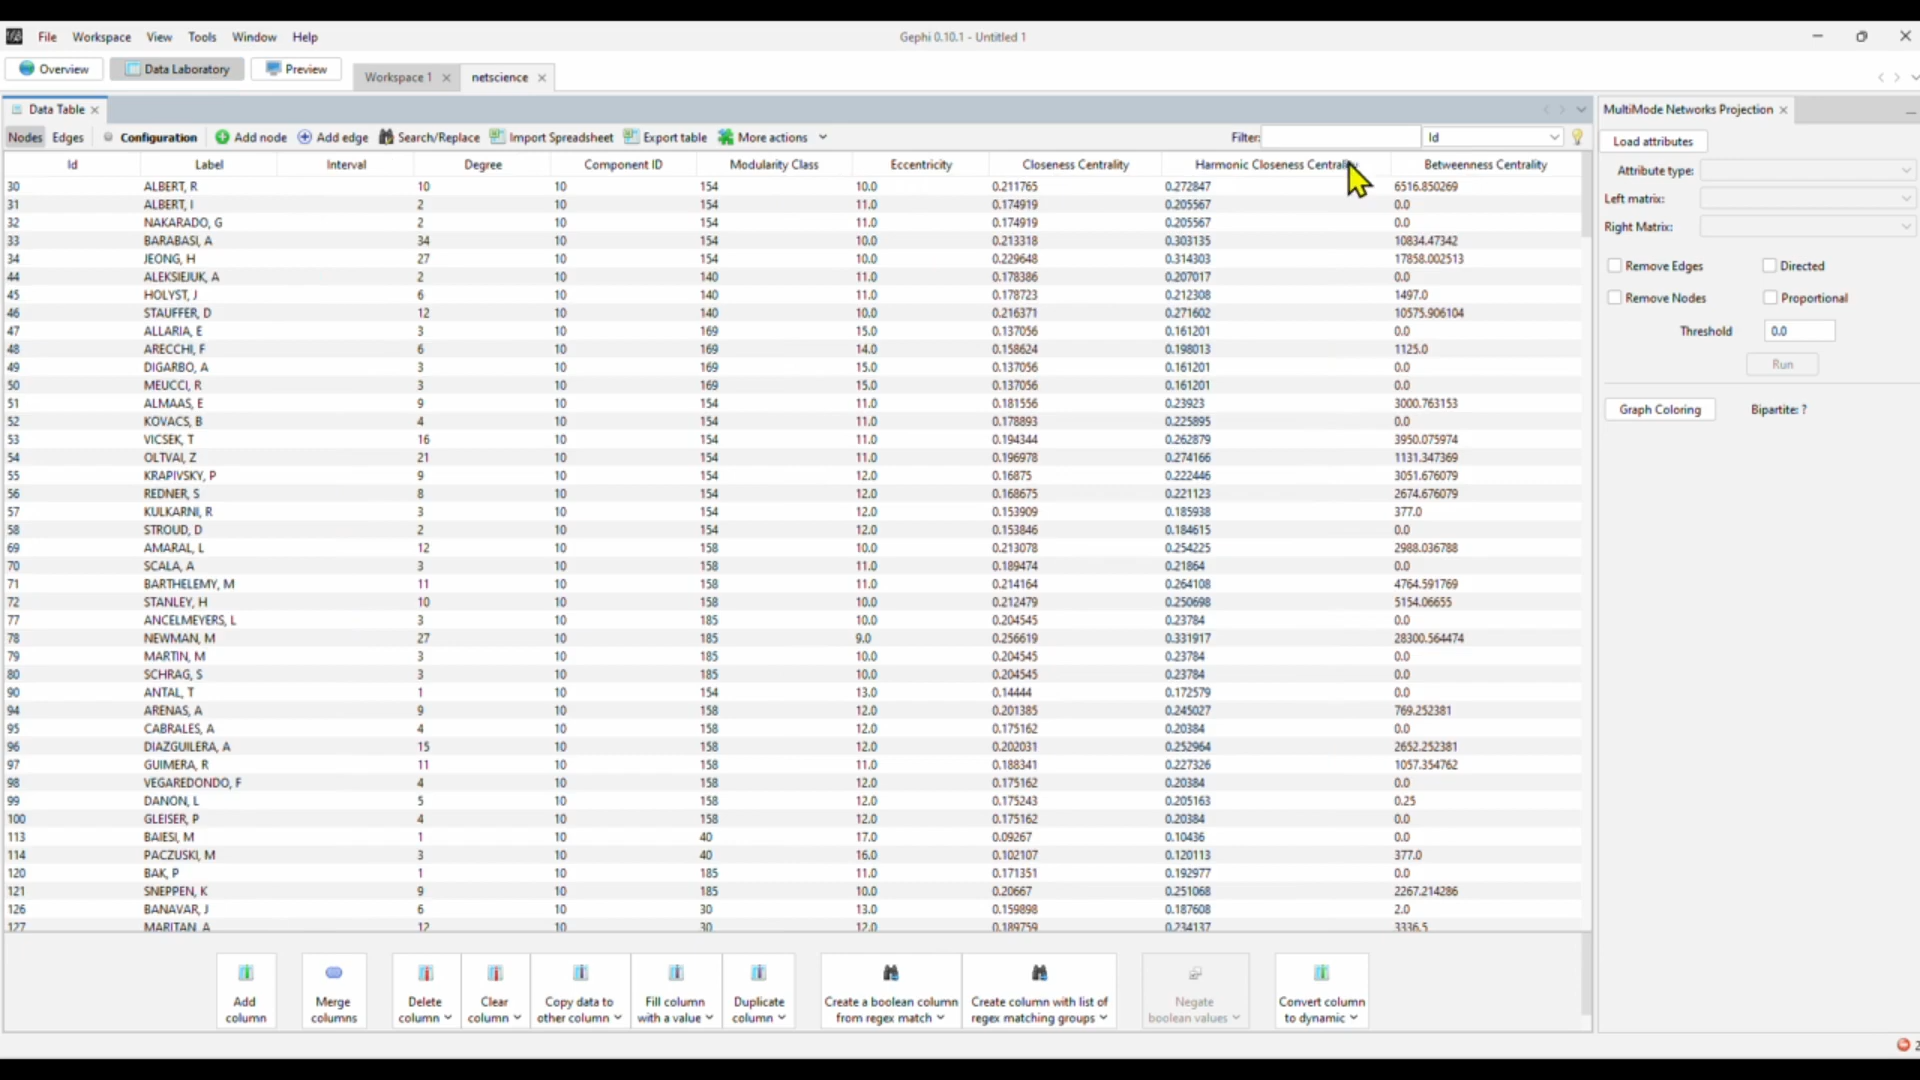 File Workspace View Tools Window Help Gephi 0.10.1 - Untitled 1
Overview Data Laboratory Preview Workspace 1 netscience
Data Table MultiMode Networks Projection
Nodes Edges Configuration Add node Add edge Search/Replace Import Spreadsheet Export table More actions Filter: Id Load attributes
Id Label Interval Degree Component ID Modularity Class Eccentricity Closeness Centrality Harmonic Closeness Centrality Betweenness Centrality
30 ALBERT, R 10 10 154 10.0 0.211765 0.272847 6516.850269
31 ALBERT, I 2 10 154 11.0 0.174919 0.205567 0.0
32 NAKARADO, G 2 10 154 11.0 0.174919 0.205567 0.0
33 BARABASI, A 34 10 154 10.0 0.213318 0.303135 10834.47342
34 JEONG, H 27 10 154 10.0 0.229648 0.314303 17858.002513
44 ALEKSIEJUK, A 2 10 140 11.0 0.178386 0.207017 0.0
45 HOLYST, J 6 10 140 11.0 0.178723 0.212308 1497.0
46 STAUFFER, D 12 10 140 10.0 0.216371 0.271602 10575.906104
47 ALLARIA, E 3 10 169 15.0 0.137056 0.161201 0.0
48 ARECCHI, F 6 10 169 14.0 0.158624 0.198013 1125.0
49 DIGARBO, A 3 10 169 15.0 0.137056 0.161201 0.0
50 MEUCCI, R 3 10 169 15.0 0.137056 0.161201 0.0
51 ALMAAS, E 9 10 154 11.0 0.181556 0.23923 3000.763153
52 KOVACS, B 4 10 154 11.0 0.178893 0.225895 0.0
53 VICSEK, T 16 10 154 11.0 0.194344 0.262879 3950.075974
54 OLTVAI, Z 21 10 154 11.0 0.196978 0.274166 1131.347369
55 KRAPIVSKY, P 9 10 154 12.0 0.16875 0.222446 3051.676079
56 REDNER, S 8 10 154 12.0 0.168675 0.221123 2674.676079
57 KULKARNI, R 3 10 154 12.0 0.153909 0.185938 377.0
58 STROUD, D 2 10 154 12.0 0.153846 0.184615 0.0
69 AMARAL, L 12 10 158 10.0 0.213078 0.254225 2988.036788
70 SCALA, A 3 10 158 11.0 0.189474 0.21864 0.0
71 BARTHELEMY, M 11 10 158 11.0 0.214164 0.264108 4764.591769
72 STANLEY, H 10 10 158 10.0 0.212479 0.250698 5154.06655
77 ANCELMEYERS, L 3 10 185 10.0 0.204545 0.23784 0.0
78 NEWMAN, M 27 10 185 9.0 0.256619 0.331917 28300.564474
79 MARTIN, M 3 10 185 10.0 0.204545 0.23784 0.0
80 SCHRAG, S 3 10 185 10.0 0.204545 0.23784 0.0
90 ANTAL, T 1 10 154 13.0 0.14444 0.172579 0.0
94 ARENAS, A 9 10 158 12.0 0.201385 0.245027 769.252381
95 CABRALES, A 4 10 158 12.0 0.175162 0.20384 0.0
96 DIAZGUILERA, A 15 10 158 12.0 0.202031 0.252964 2652.252381
97 GUIMERA, R 11 10 158 11.0 0.188341 0.227326 1057.354762
98 VEGAREDONDO, F 4 10 158 12.0 0.175162 0.20384 0.0
99 DANON, L 5 10 158 12.0 0.175243 0.205163 0.25
100 GLEISER, P 4 10 158 12.0 0.175162 0.20384 0.0
113 BAIESI, M 1 10 40 17.0 0.09267 0.10436 0.0
114 PACZUSKI, M 3 10 40 16.0 0.102107 0.120113 377.0
120 BAK, P 1 10 185 11.0 0.171351 0.192977 0.0
121 SNEPPEN, K 9 10 185 10.0 0.20667 0.251068 2267.214286
126 BANAVAR, J 6 10 30 13.0 0.159898 0.187608 2.0
127 MARITAN, A 12 10 30 12.0 0.189759 0.234137 3336.5
Attribute type:
Left matrix:
Right Matrix:
Remove Edges Directed
Remove Nodes Proportional
Threshold 0.0
Run
Graph Coloring Bipartite: ?
Add column
Merge columns
Delete column
Clear column
Copy data to other column
Fill column with a value
Duplicate column
Create a boolean column from regex match
Create column with list of regex matching groups
Negate boolean values
Convert column to dynamic
2